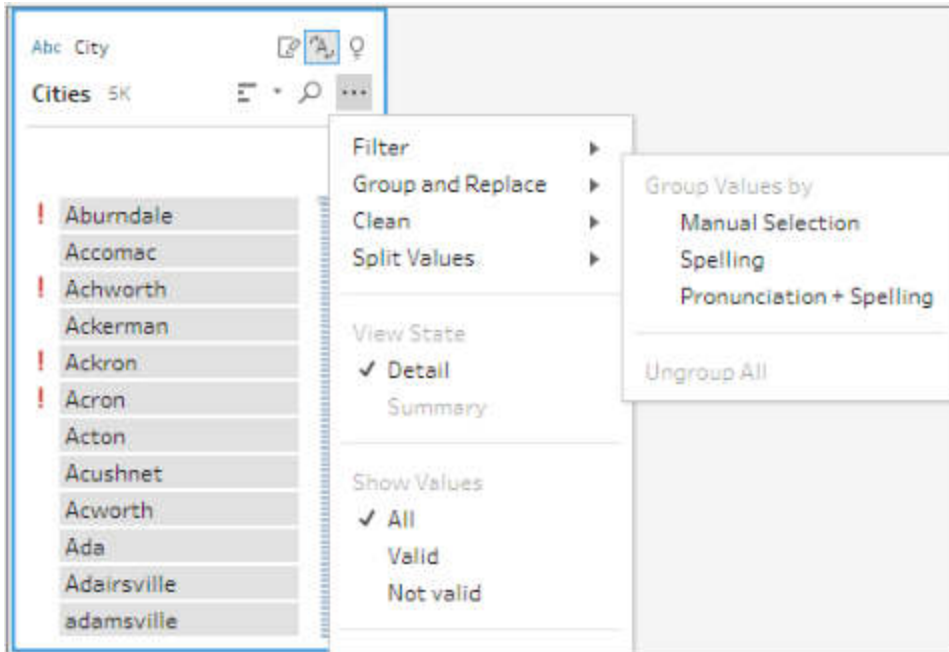 Abc City
Cities 5K
! Aburndale
Accomac
! Achworth
Ackerman
! Ackron
! Acron
Acton
Acushnet
Acworth
Ada
Adairsville
adamsville
Filter
Group and Replace
Clean
Split Values
View State
✓ Detail
Summary
Show Values
✓ All
Valid
Not valid
Group Values by
Manual Selection
Spelling
Pronunciation + Spelling
Ungroup All